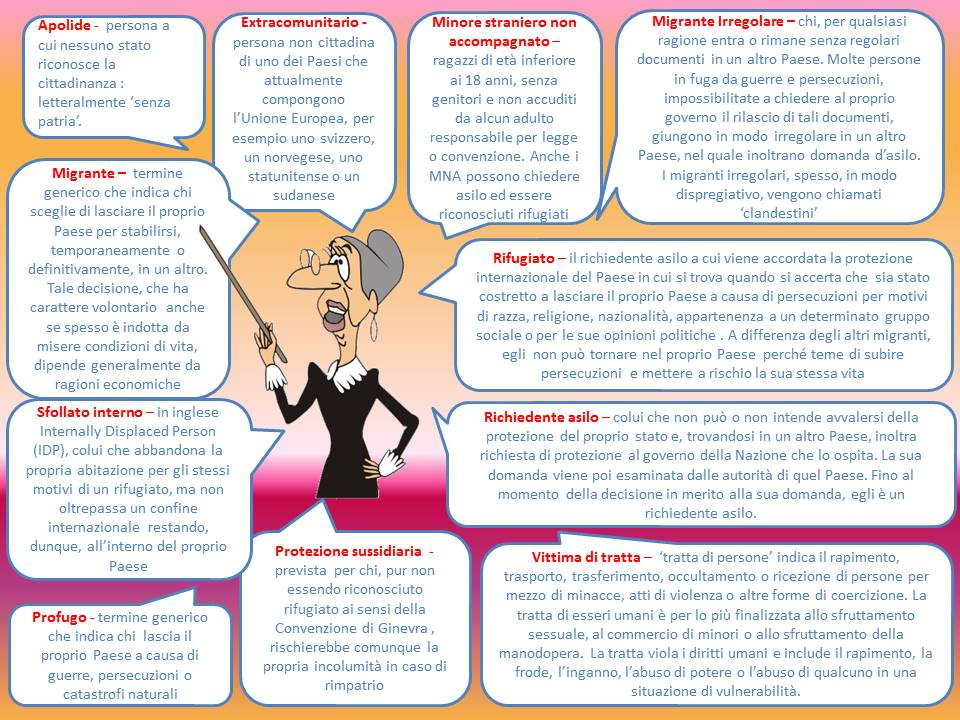 Apolide - persona a
cui nessuno stato
riconosce la
cittadinanza :
letteralmente ‘senza
patria’.
Extracomunitario -
persona non cittadina
di uno dei Paesi che
attualmente
compongono
l’Unione Europea, per
esempio uno svizzero,
un norvegese, uno
statunitense o un
sudanese
Minore straniero non
accompagnato –
ragazzi di età inferiore
ai 18 anni, senza
genitori e non accuditi
da alcun adulto
responsabile per legge
o convenzione. Anche i
MNA possono chiedere
asilo ed essere
riconosciuti rifugiati
Migrante Irregolare – chi, per qualsiasi
ragione entra o rimane senza regolari
documenti in un altro Paese. Molte persone
in fuga da guerre e persecuzioni,
impossibilitate a chiedere al proprio
governo il rilascio di tali documenti,
giungono in modo irregolare in un altro
Paese, nel quale inoltrano domanda d’asilo.
I migranti irregolari, spesso, in modo
dispregiativo, vengono chiamati
‘clandestini’
Migrante – termine
generico che indica chi
sceglie di lasciare il proprio
Paese per stabilirsi,
temporaneamente o
definitivamente, in un altro.
Tale decisione, che ha
carattere volontario anche
se spesso è indotta da
misere condizioni di vita,
dipende generalmente da
ragioni economiche
Rifugiato – il richiedente asilo a cui viene accordata la protezione
internazionale del Paese in cui si trova quando si accerta che sia stato
costretto a lasciare il proprio Paese a causa di persecuzioni per motivi
di razza, religione, nazionalità, appartenenza a un determinato gruppo
sociale o per le sue opinioni politiche . A differenza degli altri migranti,
egli non può tornare nel proprio Paese perché teme di subire
persecuzioni e mettere a rischio la sua stessa vita
Sfollato interno – in inglese
Internally Displaced Person
(IDP), colui che abbandona la
propria abitazione per gli stessi
motivi di un rifugiato, ma non
oltrepassa un confine
internazionale restando,
dunque, all’interno del proprio
Paese
Richiedente asilo – colui che non può o non intende avvalersi della
protezione del proprio stato e, trovandosi in un altro Paese, inoltra
richiesta di protezione al governo della Nazione che lo ospita. La sua
domanda viene poi esaminata dalle autorità di quel Paese. Fino al
momento della decisione in merito alla sua domanda, egli è un
richiedente asilo.
Protezione sussidiaria -
prevista per chi, pur non
essendo riconosciuto
rifugiato ai sensi della
Convenzione di Ginevra ,
rischierebbe comunque la
propria incolumità in caso di
rimpatrio
Vittima di tratta – ‘tratta di persone’ indica il rapimento,
trasporto, trasferimento, occultamento o ricezione di persone per
mezzo di minacce, atti di violenza o altre forme di coercizione. La
tratta di esseri umani è per lo più finalizzata allo sfruttamento
sessuale, al commercio di minori o allo sfruttamento della
manodopera. La tratta viola i diritti umani e include il rapimento, la
frode, l’inganno, l’abuso di potere o l’abuso di qualcuno in una
situazione di vulnerabilità.
Profugo - termine generico
che indica chi lascia il
proprio Paese a causa di
guerre, persecuzioni o
catastrofi naturali